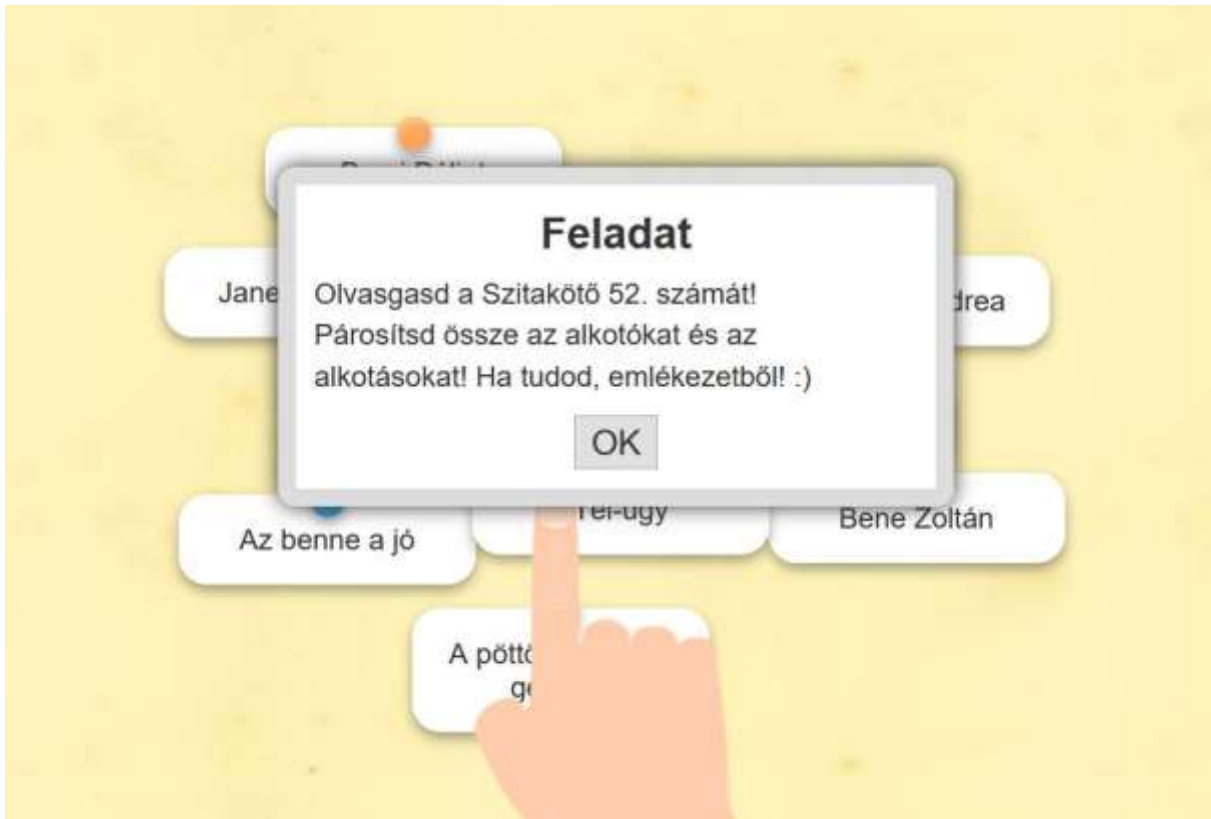 Feladat
Jane
Olvasgasd a Szitakötő 52. számát!
drea
Párosítsd össze az alkotókat és az
alkotásokat! Ha tudod, emlékezetből! :)
OK
Az benne a jó
Bene Zoltán
A